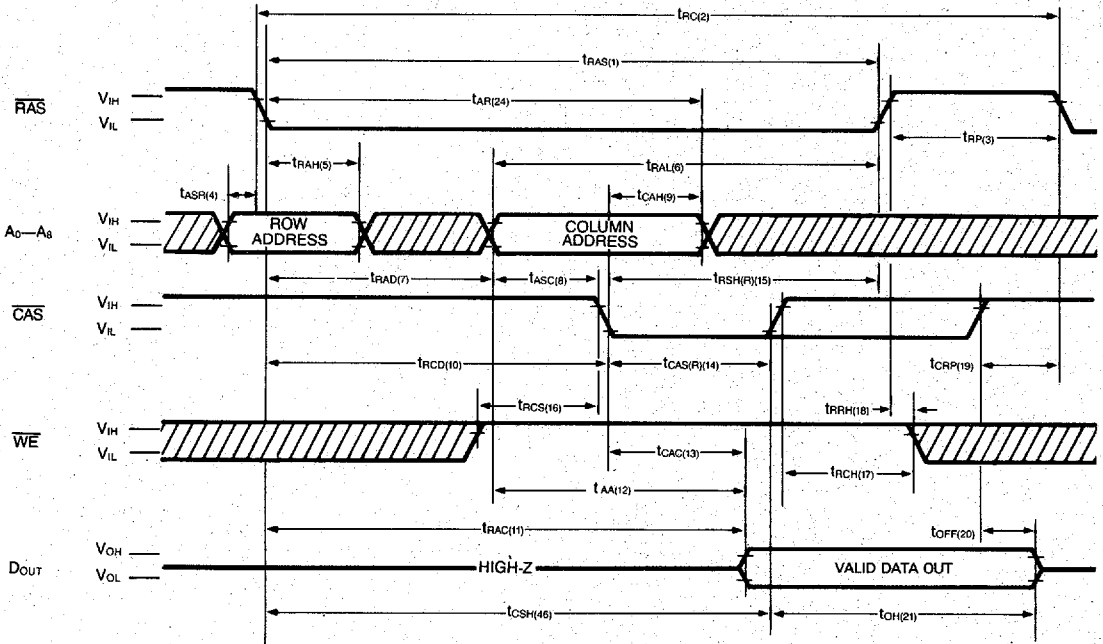 tRC(2)
tRAS(1)
RAS
VIH
VIL
tAR(24)
tRP(3)
tRAH(5)
tRAL(6)
tASR(4)
tCAH(9)
A0—A8
VIH
VIL
ROW ADDRESS
COLUMN ADDRESS
tRAD(7)
tASC(8)
tRSH(R)(15)
CAS
VIH
VIL
tRCD(10)
tCAS(R)(14)
tCRP(19)
tRCS(16)
tRRH(18)
WE
VIH
VIL
tCAC(13)
tRCH(17)
tAA(12)
tRAC(11)
tOFF(20)
DOUT
VOH
VOL
HIGH-Z
VALID DATA OUT
tCSH(46)
tOH(21)